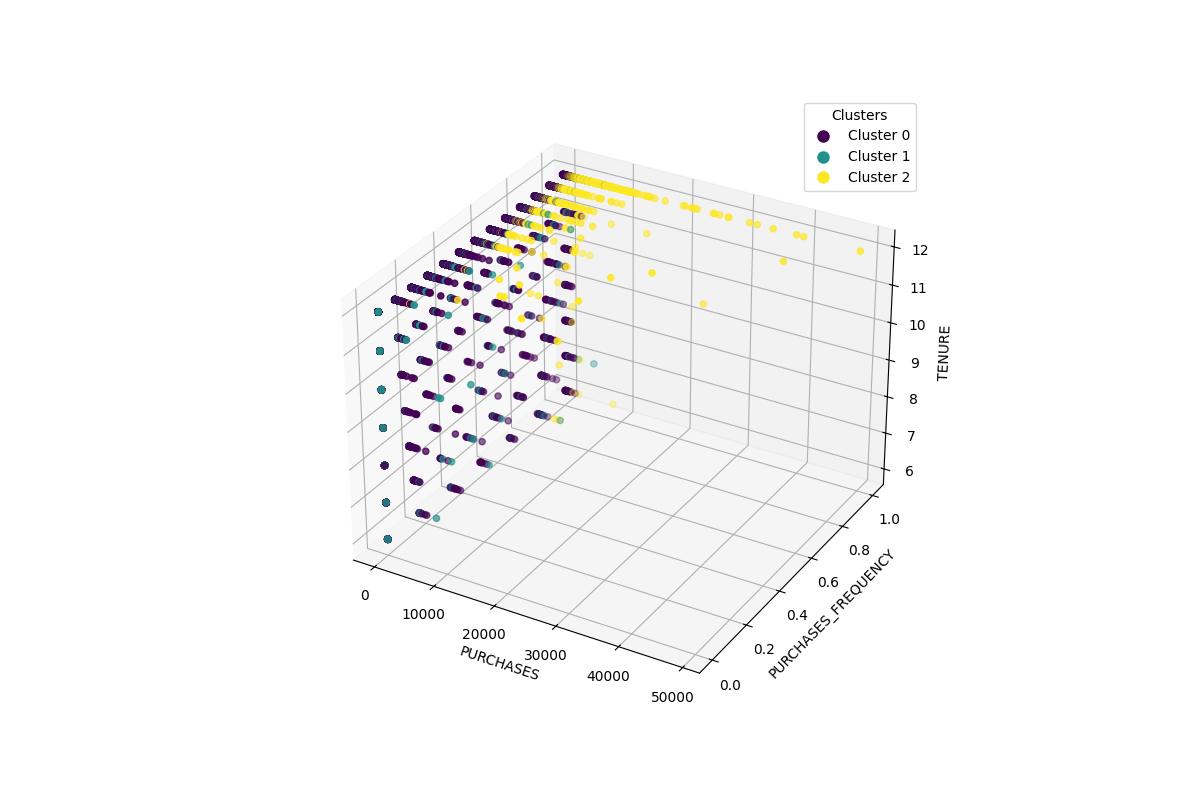 Clusters
Cluster 0
Cluster 1
Cluster 2
12
11
10
9
8
7
6
TENURE
1.0
0.8
0.6
0.4
0.2
0.0
PURCHASES_FREQUENCY
0
10000
20000
30000
40000
50000
PURCHASES